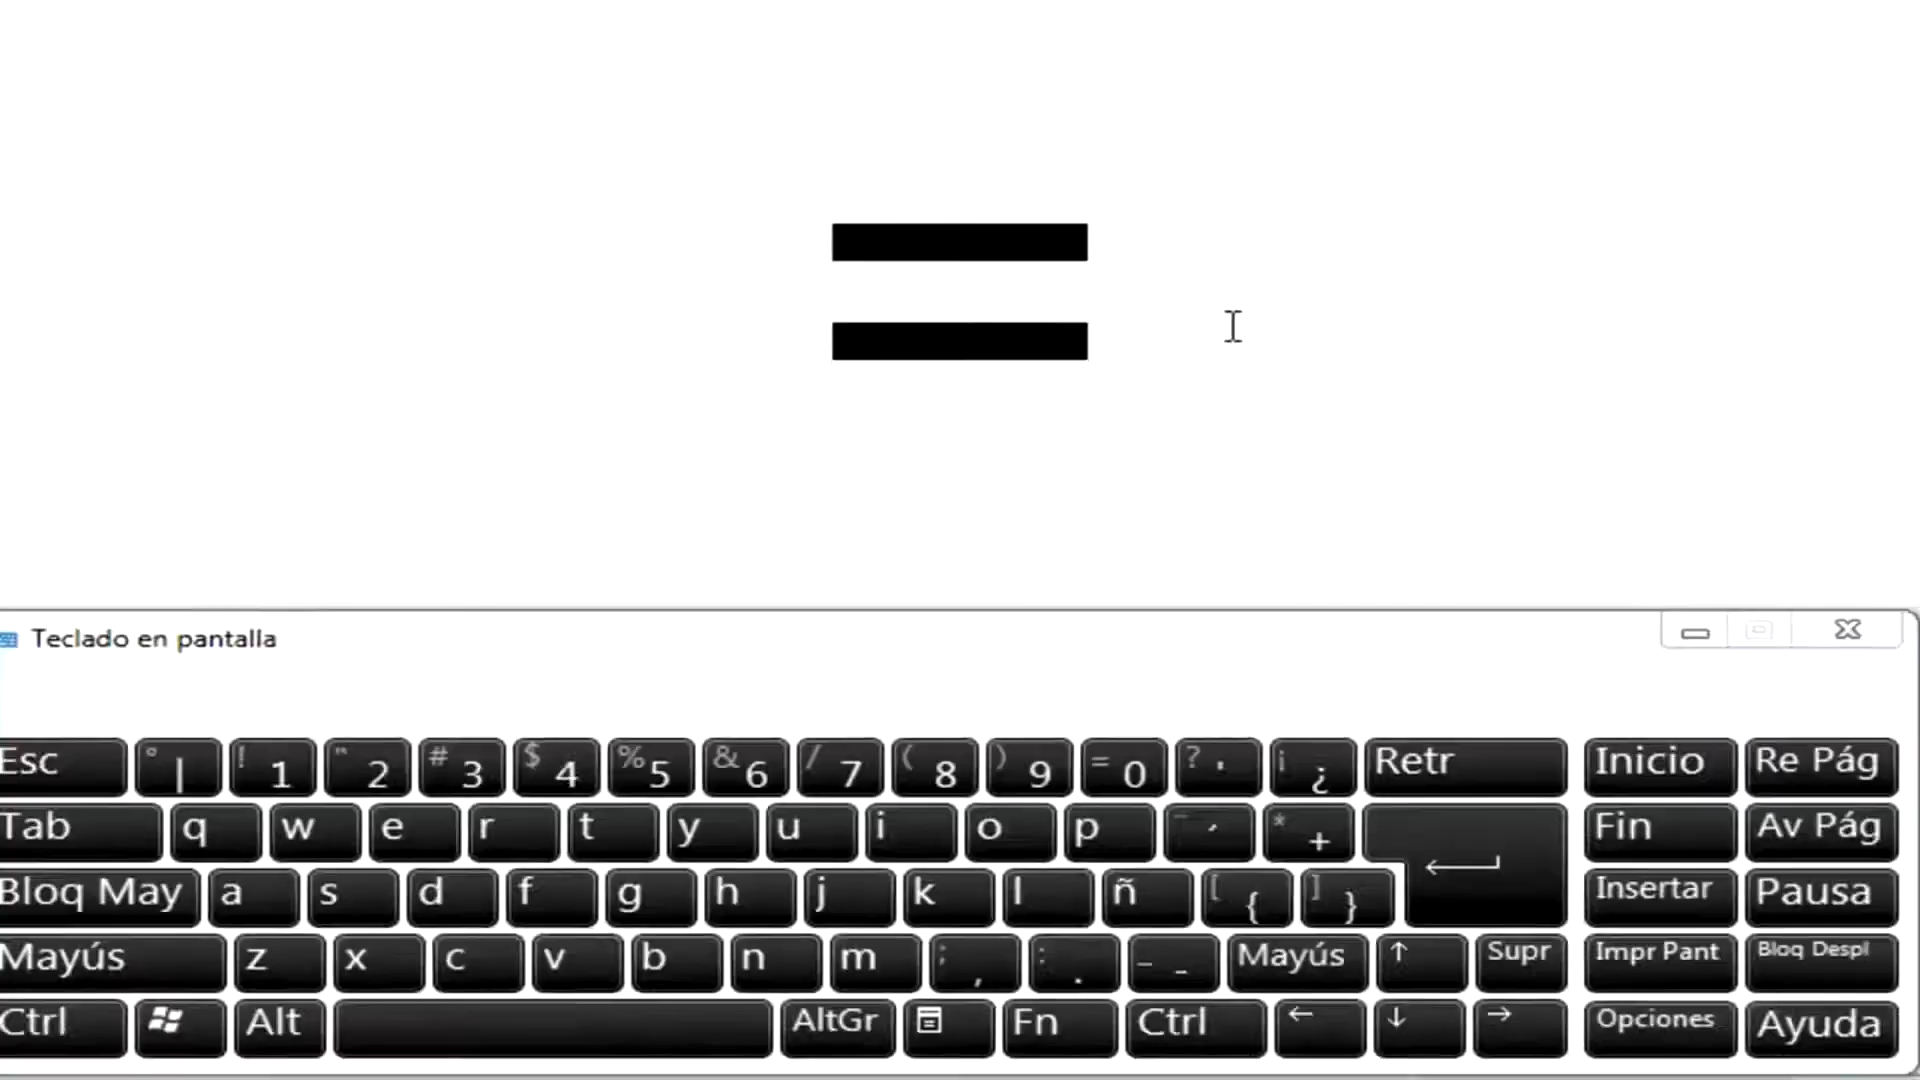 =
Teclado en pantalla
Esc ° | ! 1 " 2 # 3 $ 4 % 5 & 6 / 7 ( 8 ) 9 = 0 ? ' ¡ ¿ Retr Inicio Re Pág
Tab q w e r t y u i o p ¨ ´ * + Fin Av Pág
Bloq May a s d f g h j k l ñ [ { ] } Insertar Pausa
Mayús z x c v b n m ; , : . _ - Mayús ↑ Supr Impr Pant Bloq Despl
Ctrl Alt AltGr Fn Ctrl ← ↓ → Opciones Ayuda